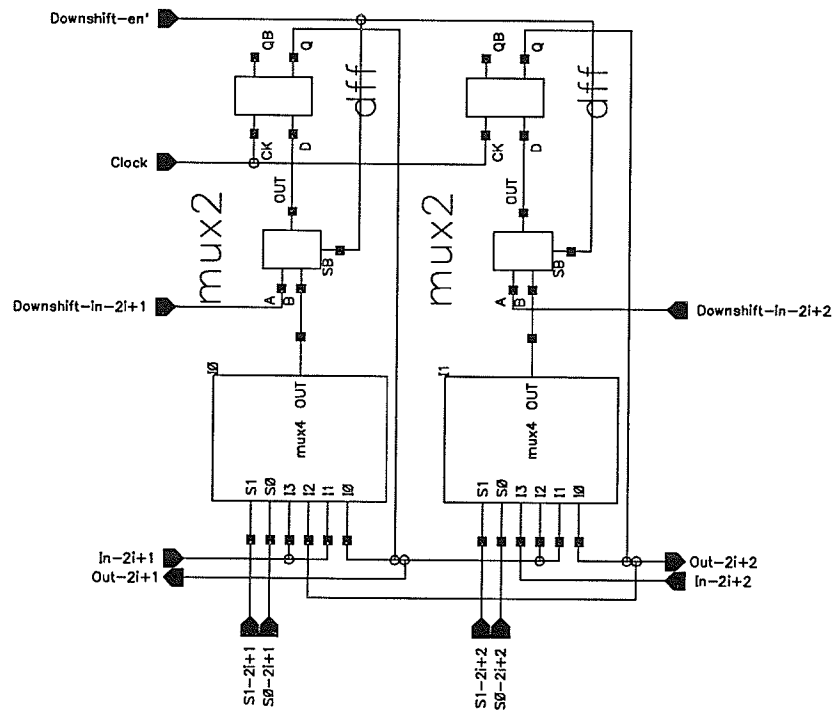 Downshift-en'
QB
Q
dff
QB
Q
dff
CK
D
CK
D
Clock
OUT
OUT
mux2
mux2
SB
SB
A
B
A
B
Downshift-in-2i+1
Downshift-in-2i+2
I0
I1
OUT
OUT
mux4
mux4
S1
S0
I3
I2
I1
I0
S1
S0
I3
I2
I1
I0
In-2i+1
Out-2i+2
Out-2i+1
In-2i+2
S1-2i+1
S0-2i+1
S1-2i+2
S0-2i+2